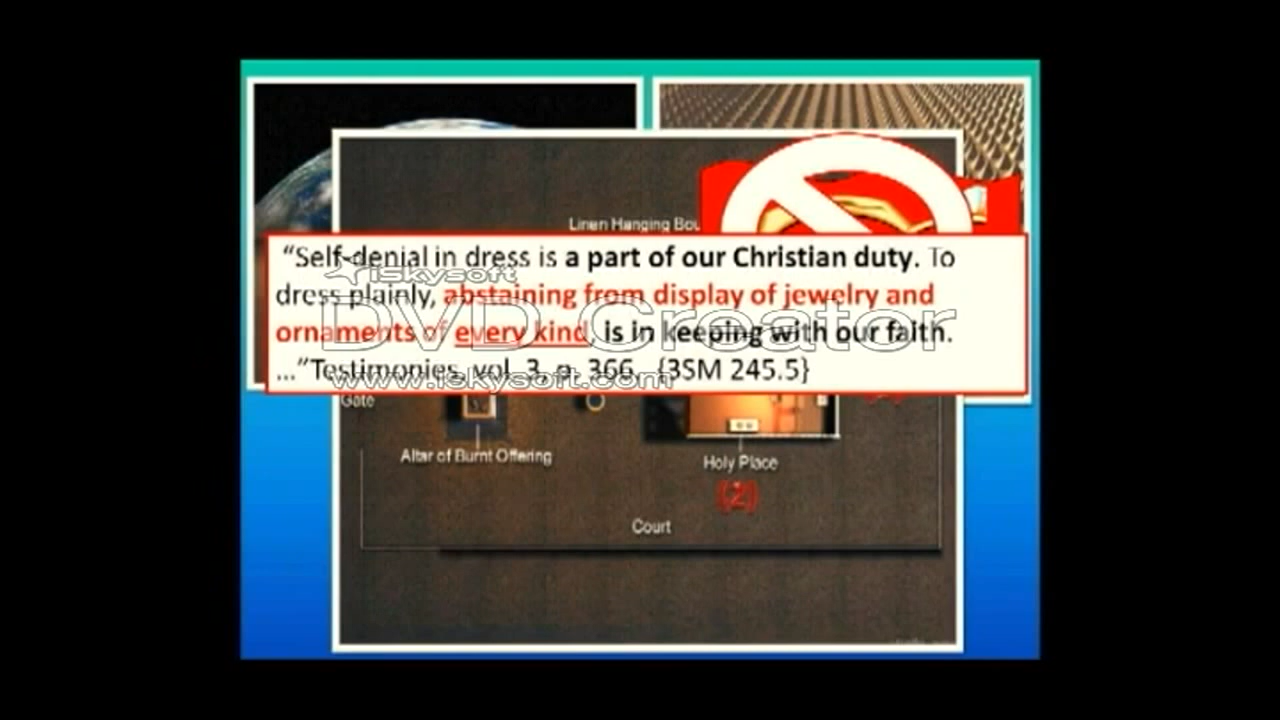 Linen Hanging Bou
“Self-denial in dress is a part of our Christian duty. To
dress plainly, abstaining from display of jewelry and
ornaments of every kind, is in keeping with our faith.
…”Testimonies, vol. 3, p. 366. {3SM 245.5}
iskysoft
DVD Creator
www.iskysoft.com
Gate
Altar of Burnt Offering
Holy Place
(2)
Court